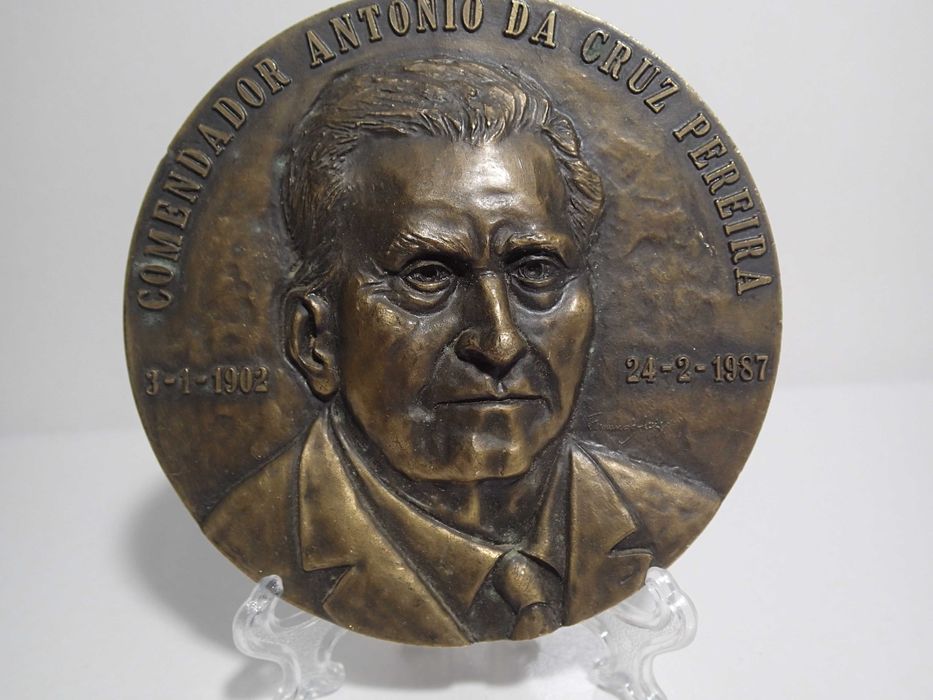 COMENDADOR ANTONIO DA CRUZ PEREIRA
3-1-1902
24-2-1987